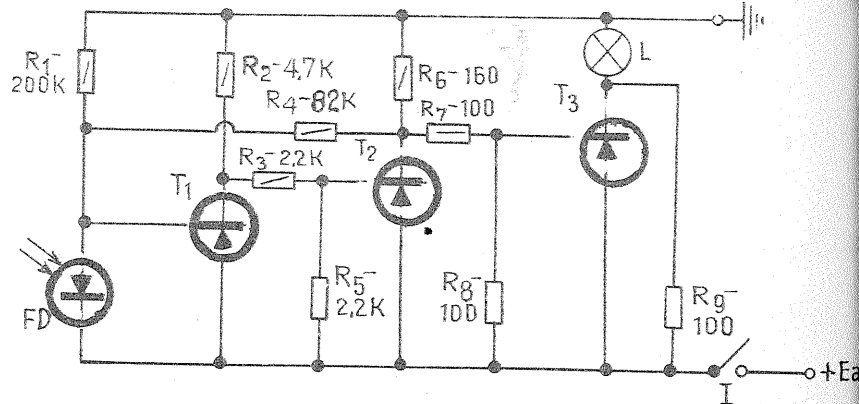 R1-
200K
R2-4,7K
R4-82K
R6-160
R7-100
L
T3
R3-2,2K
T2
T1
FD
R5-
2,2K
R8-
100
R9-
100
I
+Ea